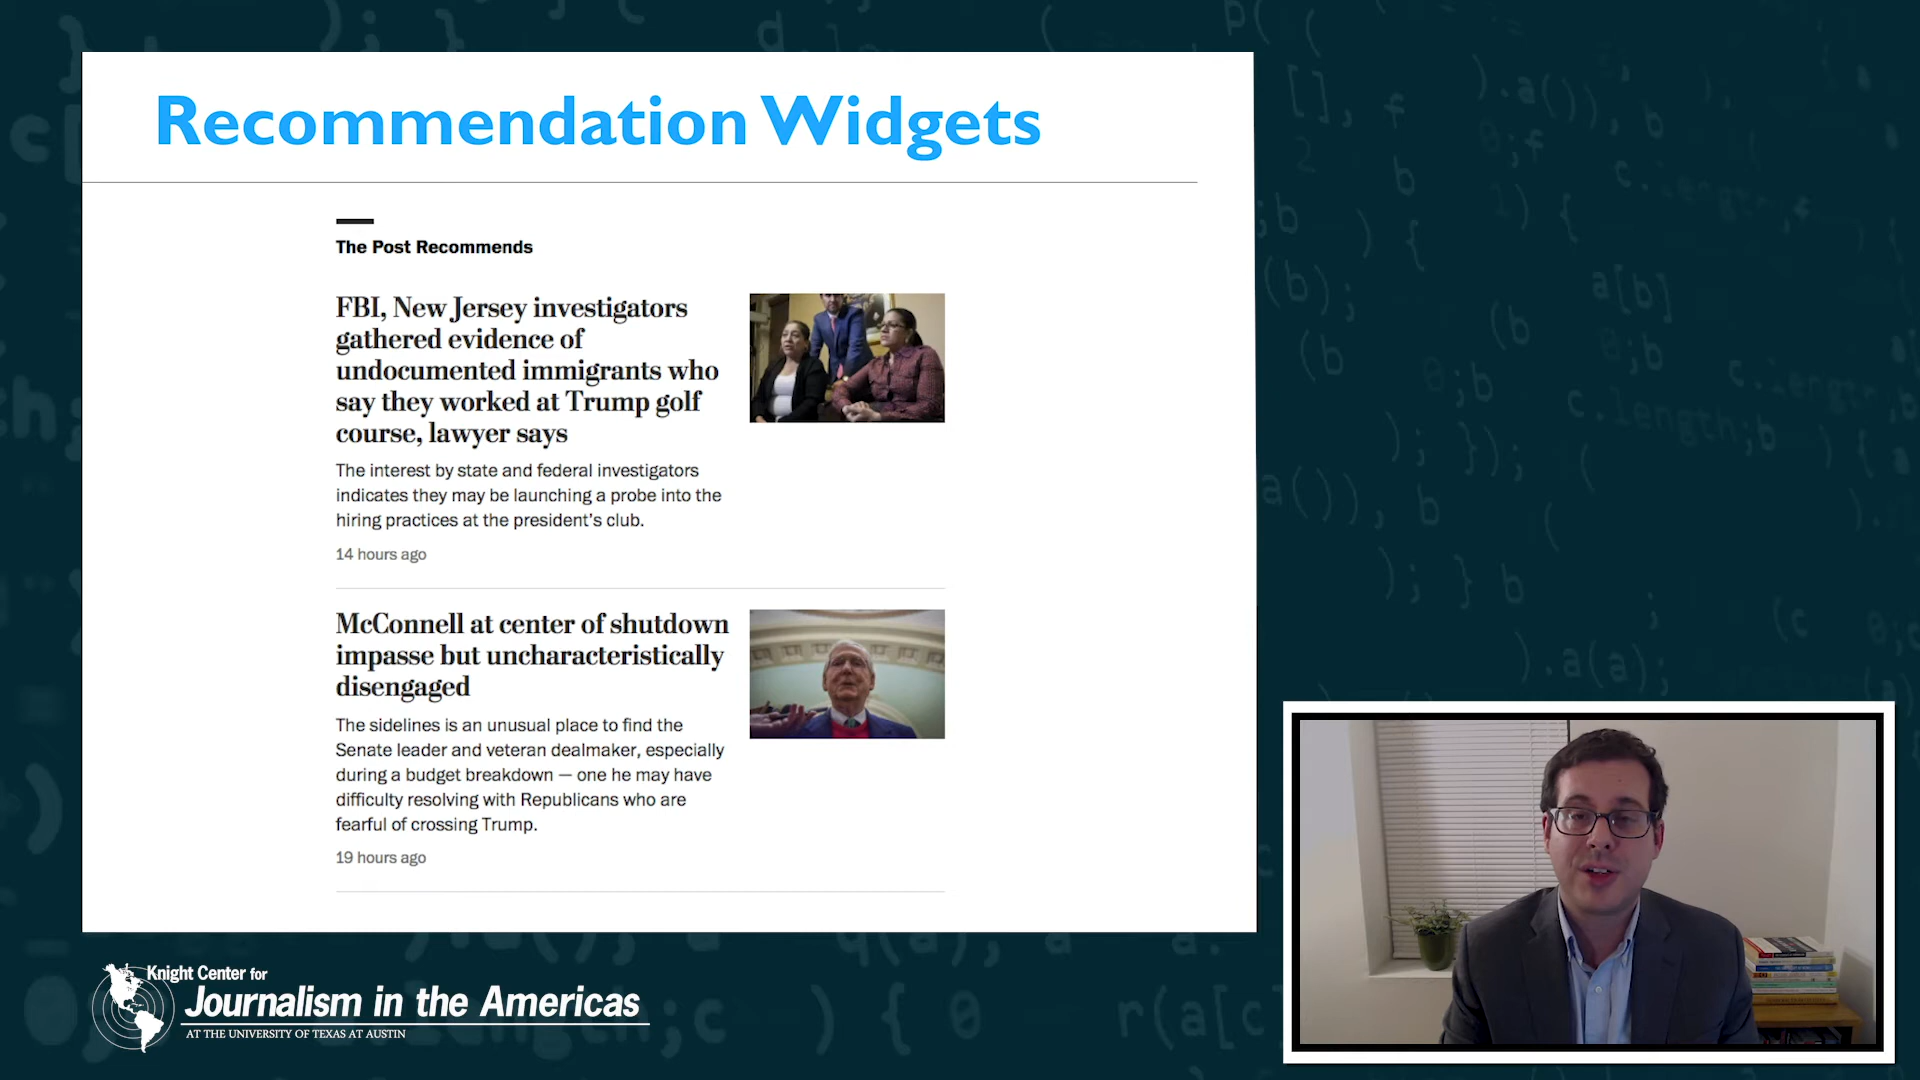 Recommendation Widgets
The Post Recommends
FBI, New Jersey investigators
gathered evidence of
undocumented immigrants who
say they worked at Trump golf
course, lawyer says
The interest by state and federal investigators
indicates they may be launching a probe into the
hiring practices at the president's club.
14 hours ago
McConnell at center of shutdown
impasse but uncharacteristically
disengaged
The sidelines is an unusual place to find the
Senate leader and veteran dealmaker, especially
during a budget breakdown — one he may have
difficulty resolving with Republicans who are
fearful of crossing Trump.
19 hours ago
Knight Center for
Journalism in the Americas
AT THE UNIVERSITY OF TEXAS AT AUSTIN